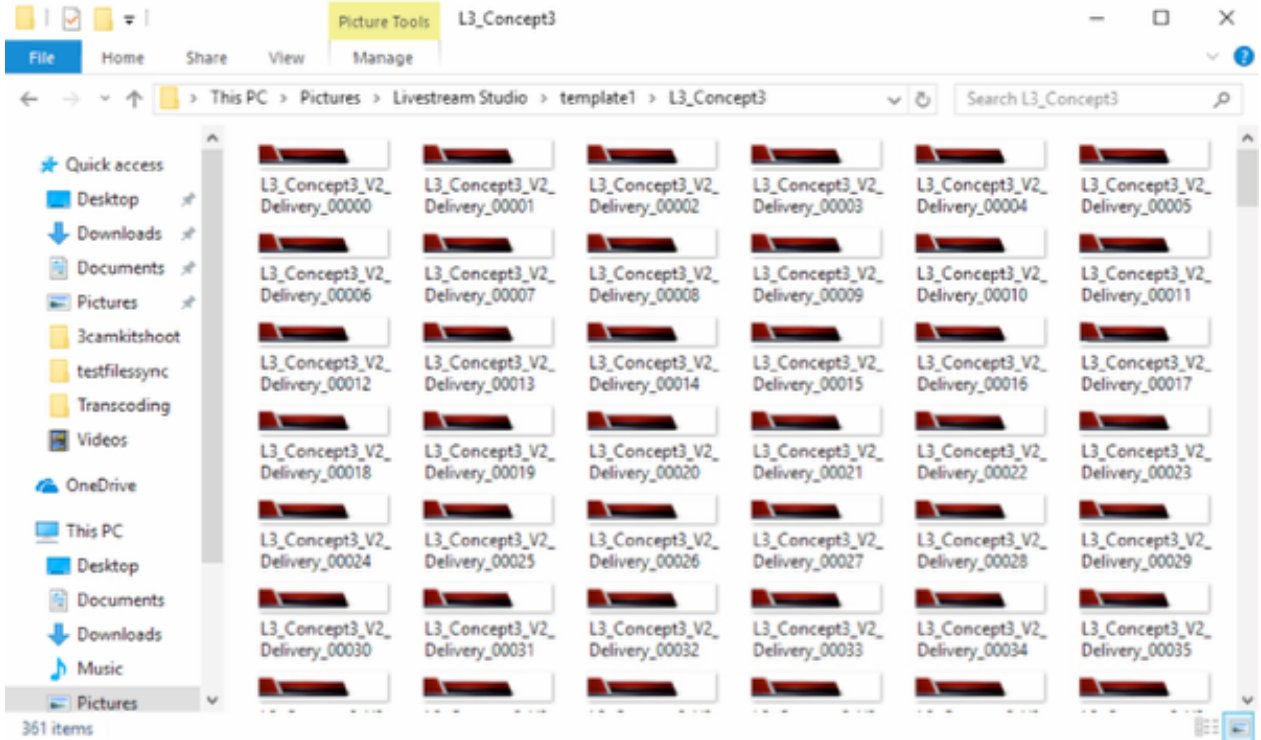 Picture Tools L3_Concept3
File Home Share View Manage
> This PC > Pictures > Livestream Studio > template1 > L3_Concept3
Search L3_Concept3
Quick access
Desktop
Downloads
Documents
Pictures
3camkitshoot
testfilessync
Transcoding
Videos
OneDrive
This PC
Desktop
Documents
Downloads
Music
Pictures
L3_Concept3_V2_ L3_Concept3_V2_ L3_Concept3_V2_ L3_Concept3_V2_ L3_Concept3_V2_ L3_Concept3_V2_
Delivery_00000 Delivery_00001 Delivery_00002 Delivery_00003 Delivery_00004 Delivery_00005
L3_Concept3_V2_ L3_Concept3_V2_ L3_Concept3_V2_ L3_Concept3_V2_ L3_Concept3_V2_ L3_Concept3_V2_
Delivery_00006 Delivery_00007 Delivery_00008 Delivery_00009 Delivery_00010 Delivery_00011
L3_Concept3_V2_ L3_Concept3_V2_ L3_Concept3_V2_ L3_Concept3_V2_ L3_Concept3_V2_ L3_Concept3_V2_
Delivery_00012 Delivery_00013 Delivery_00014 Delivery_00015 Delivery_00016 Delivery_00017
L3_Concept3_V2_ L3_Concept3_V2_ L3_Concept3_V2_ L3_Concept3_V2_ L3_Concept3_V2_ L3_Concept3_V2_
Delivery_00018 Delivery_00019 Delivery_00020 Delivery_00021 Delivery_00022 Delivery_00023
L3_Concept3_V2_ L3_Concept3_V2_ L3_Concept3_V2_ L3_Concept3_V2_ L3_Concept3_V2_ L3_Concept3_V2_
Delivery_00024 Delivery_00025 Delivery_00026 Delivery_00027 Delivery_00028 Delivery_00029
L3_Concept3_V2_ L3_Concept3_V2_ L3_Concept3_V2_ L3_Concept3_V2_ L3_Concept3_V2_ L3_Concept3_V2_
Delivery_00030 Delivery_00031 Delivery_00032 Delivery_00033 Delivery_00034 Delivery_00035
361 items